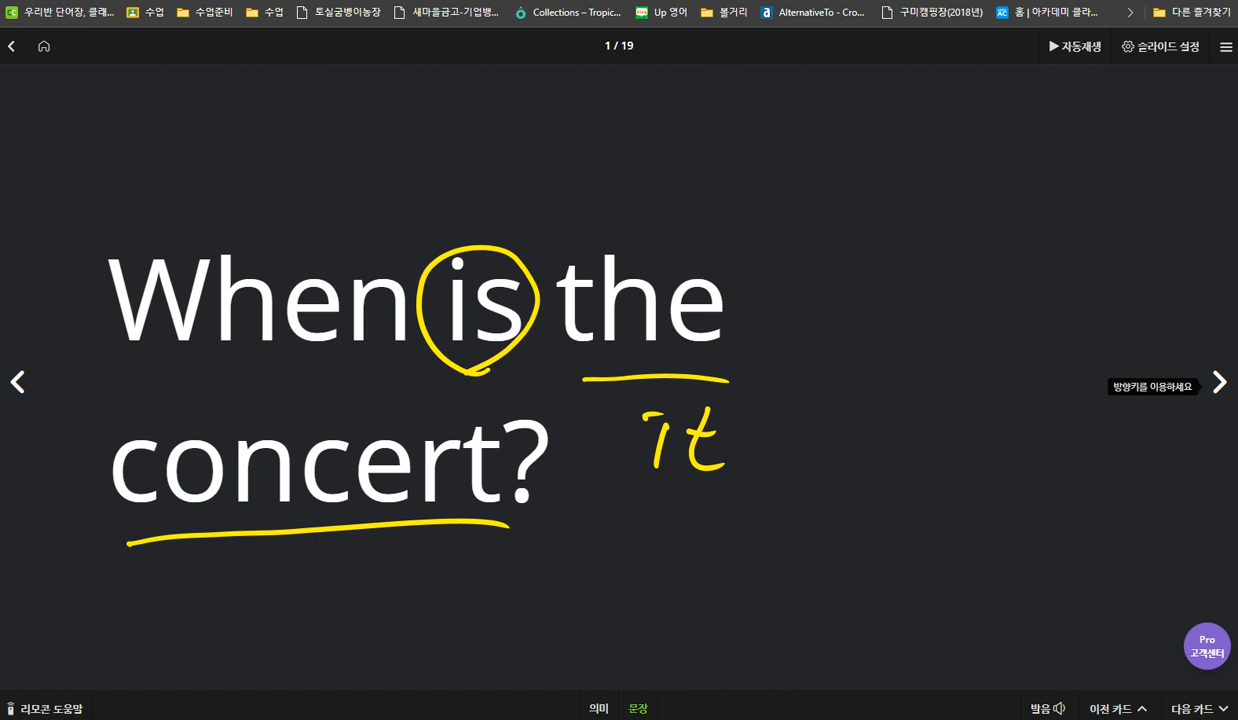 우리반 단어장, 클래... 수업 수업준비 수업 토실굼벵이농장 새마을금고-기업뱅... Collections – Tropic... Up 영어 볼거리 AlternativeTo - Cro... 구미캠핑장(2018년) 홈 | 아카데미 클라... 다른 즐겨찾기
1 / 19 자동재생 슬라이드 설정
When is the
방향키를 이용하세요
it
concert?
Pro
고객센터
리모콘 도움말 의미 문장 발음 이전 카드 다음 카드